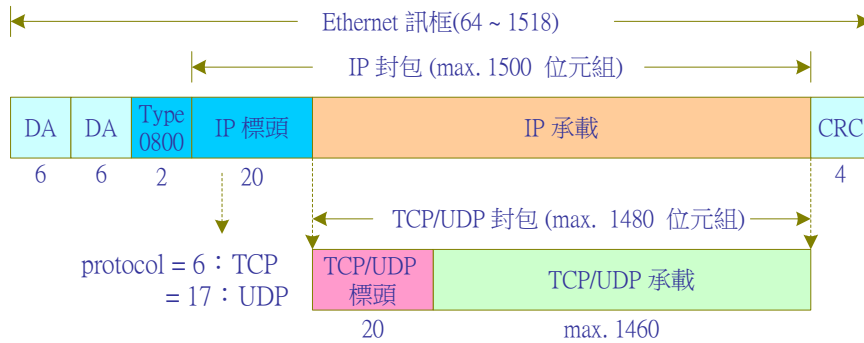 Ethernet 訊框(64 ~ 1518)
IP 封包 (max. 1500 位元組)
DA DA Type 0800 IP 標頭 IP 承載 CRC
6 6 2 20 4
TCP/UDP 封包 (max. 1480 位元組)
protocol = 6：TCP
= 17：UDP
TCP/UDP 標頭 TCP/UDP 承載
20 max. 1460